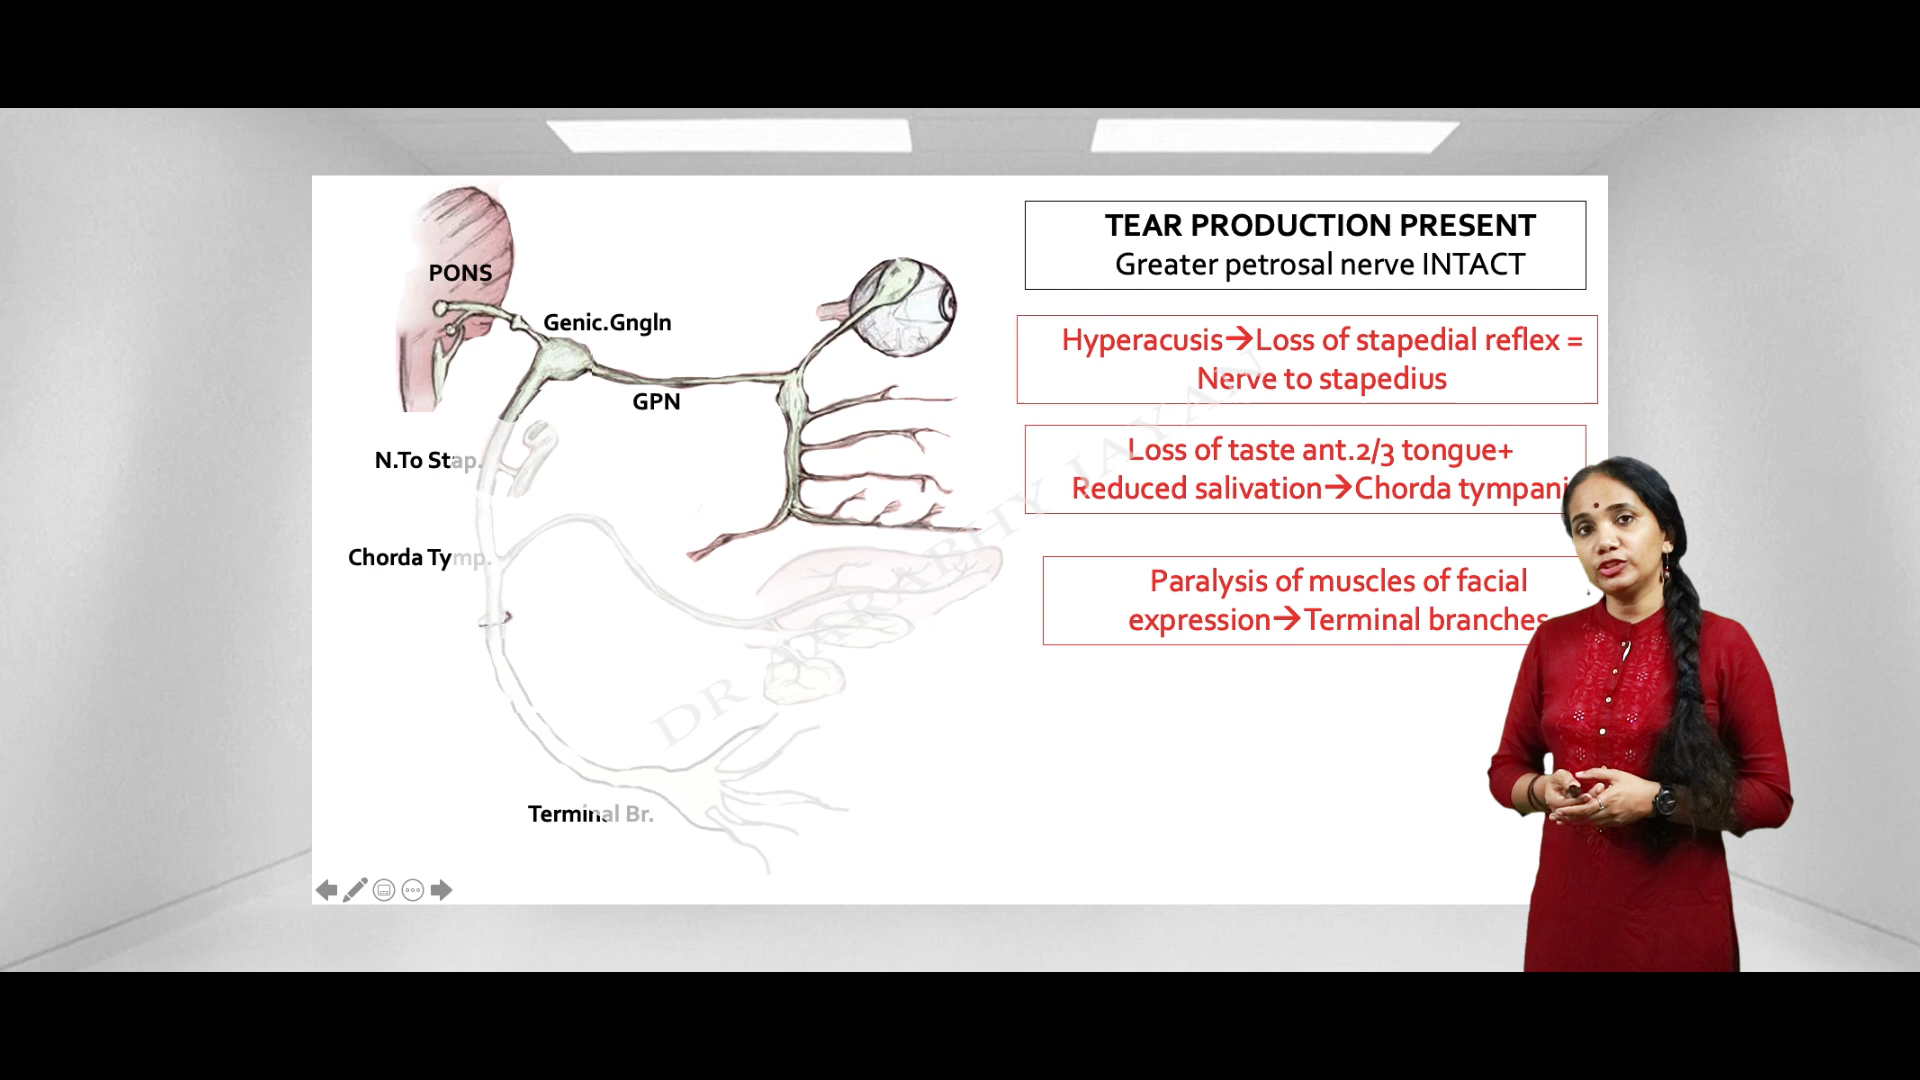 PONS
Genic.Gngln
GPN
N.To Stap.
Chorda Tymp.
Terminal Br.
TEAR PRODUCTION PRESENT
Greater petrosal nerve INTACT
Hyperacusis→Loss of stapedial reflex =
Nerve to stapedius
Loss of taste ant.2/3 tongue+
Reduced salivation→Chorda tympani
Paralysis of muscles of facial
expression→Terminal branches